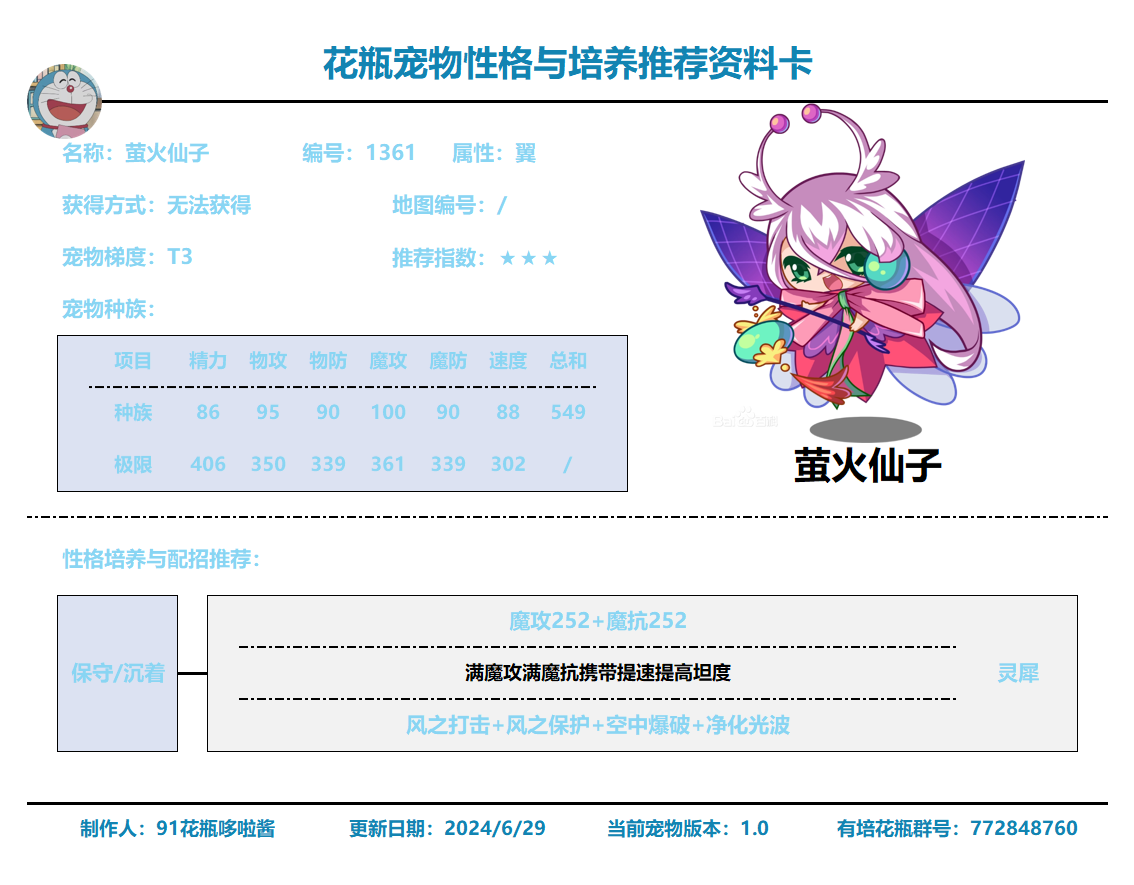 花瓶宠物性格与培养推荐资料卡
名称：萤火仙子 编号：1361 属性：翼
获得方式：无法获得 地图编号：/
宠物梯度：T3 推荐指数：★★★
宠物种族：
项目 精力 物攻 物防 魔攻 魔防 速度 总和
种族 86 95 90 100 90 88 549
极限 406 350 339 361 339 302 /
Bai百科
萤火仙子
性格培养与配招推荐：
魔攻252+魔抗252
保守/沉着 满魔攻满魔抗携带提速提高坦度 灵犀
风之打击+风之保护+空中爆破+净化光波
制作人：91花瓶哆啦酱 更新日期：2024/6/29 当前宠物版本：1.0 有培花瓶群号：772848760